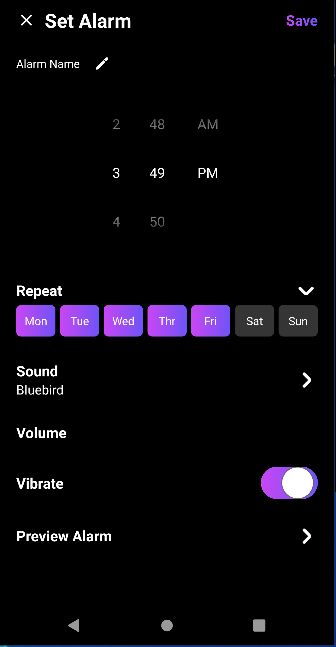 Set Alarm Save
Alarm Name
2 48 AM
3 49 PM
4 50
Repeat
Mon Tue Wed Thr Fri Sat Sun
Sound
Bluebird
Volume
Vibrate
Preview Alarm